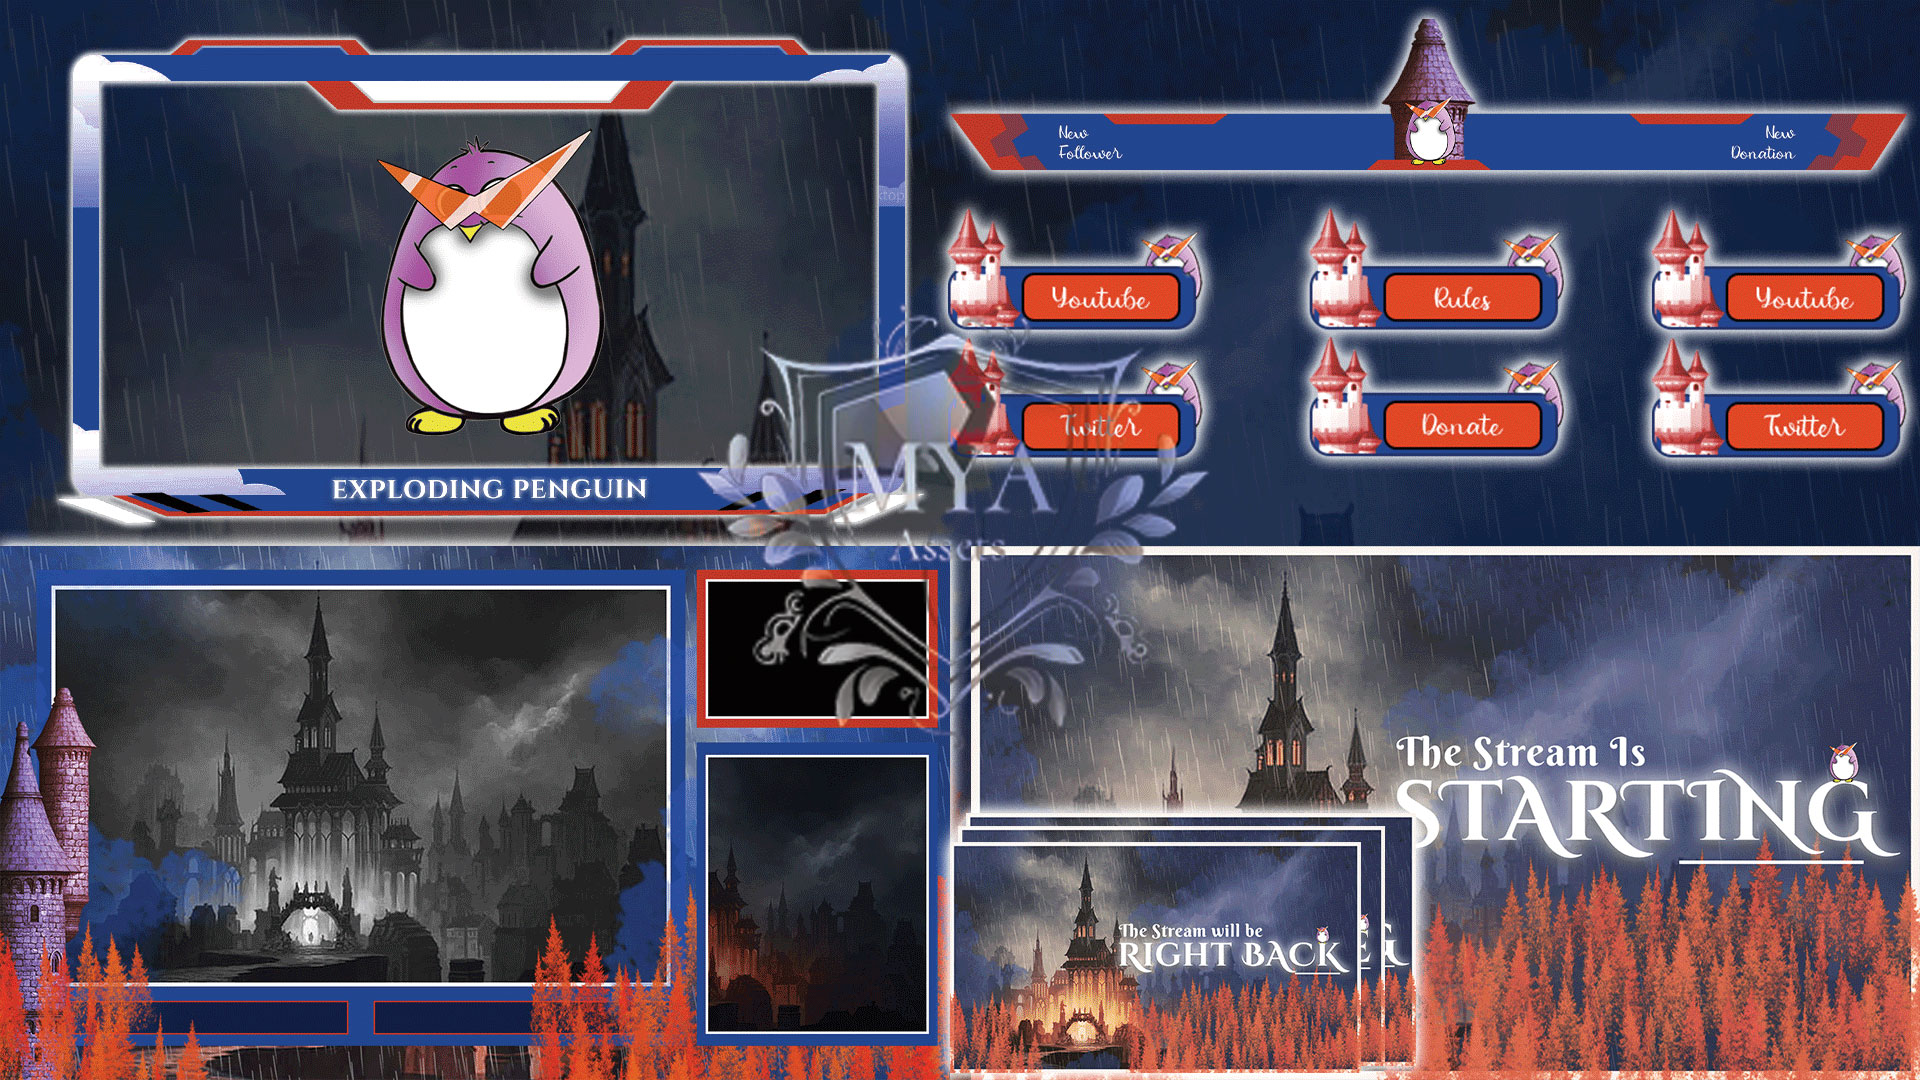 New
Follower
New
Donation
Youtube
Rules
Youtube
Twitter
Donate
Twitter
EXPLODING PENGUIN
MYA
Assets
The Stream Is
STARTING
The Stream will be
RIGHT BACK
G